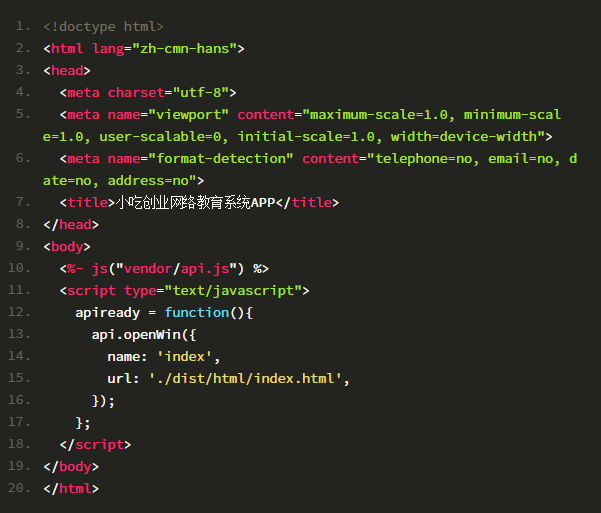 1. <!doctype html>
2. <html lang="zh-cmn-hans">
3. <head>
4.   <meta charset="utf-8">
5.   <meta name="viewport" content="maximum-scale=1.0, minimum-scal
e=1.0, user-scalable=0, initial-scale=1.0, width=device-width">
6.   <meta name="format-detection" content="telephone=no, email=no, d
ate=no, address=no">
7.   <title>小吃创业网络教育系统APP</title>
8. </head>
9. <body>
10.   <%- js("vendor/api.js") %>
11.   <script type="text/javascript">
12.     apiready = function(){
13.       api.openWin({
14.         name: 'index',
15.         url: './dist/html/index.html',
16.       });
17.     };
18.   </script>
19. </body>
20. </html>